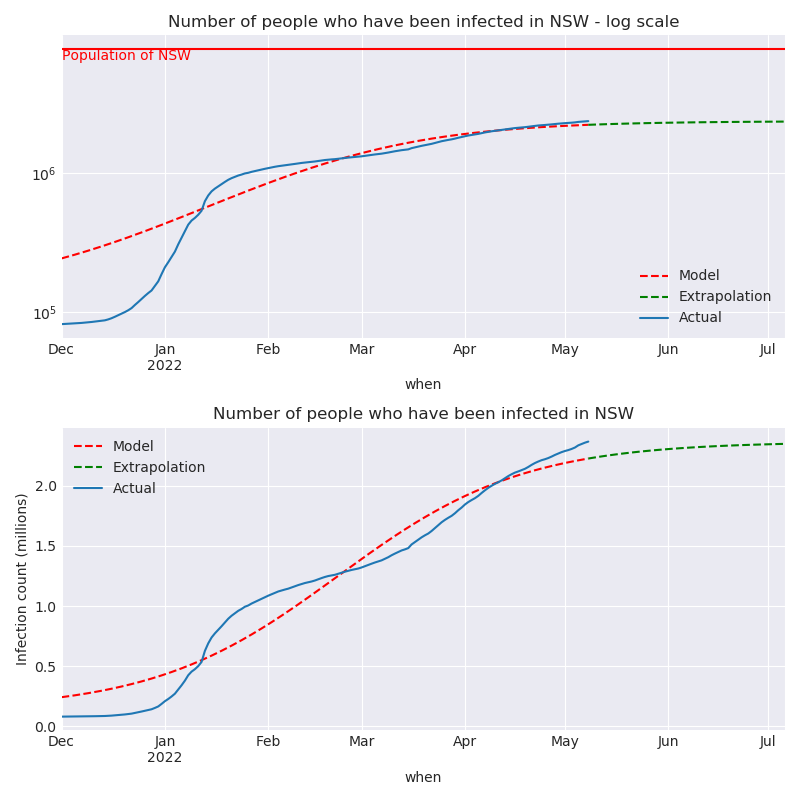 Number of people who have been infected in NSW - log scale
Population of NSW
10^6
10^5
Model
Extrapolation
Actual
Dec Jan Feb Mar Apr May Jun Jul
2022
when
Number of people who have been infected in NSW
Model
Extrapolation
Actual
Infection count (millions)
2.0
1.5
1.0
0.5
0.0
Dec Jan Feb Mar Apr May Jun Jul
2022
when